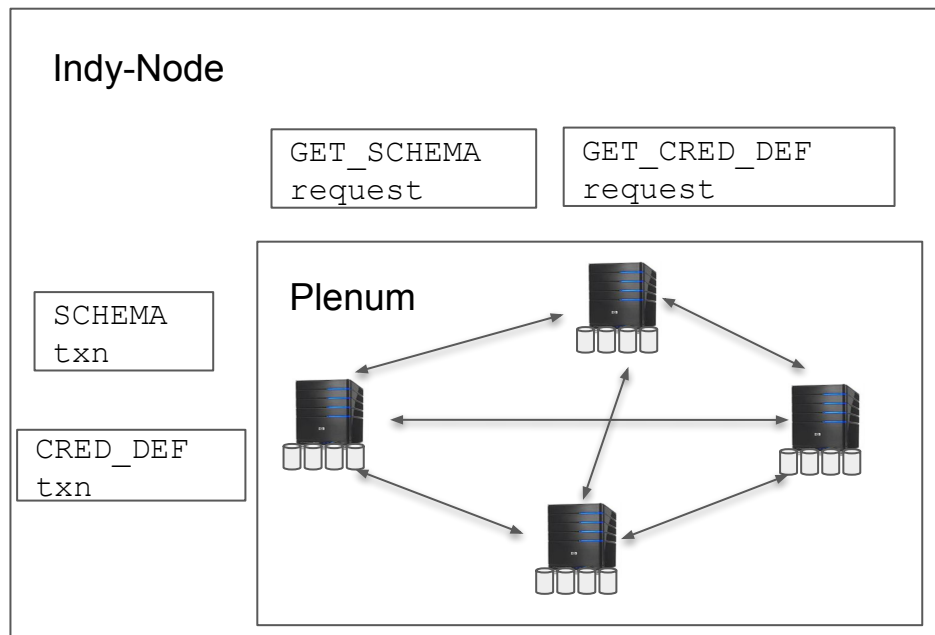 Indy-Node
GET_SCHEMA
request
GET_CRED_DEF
request
Plenum
SCHEMA
txn
CRED_DEF
txn